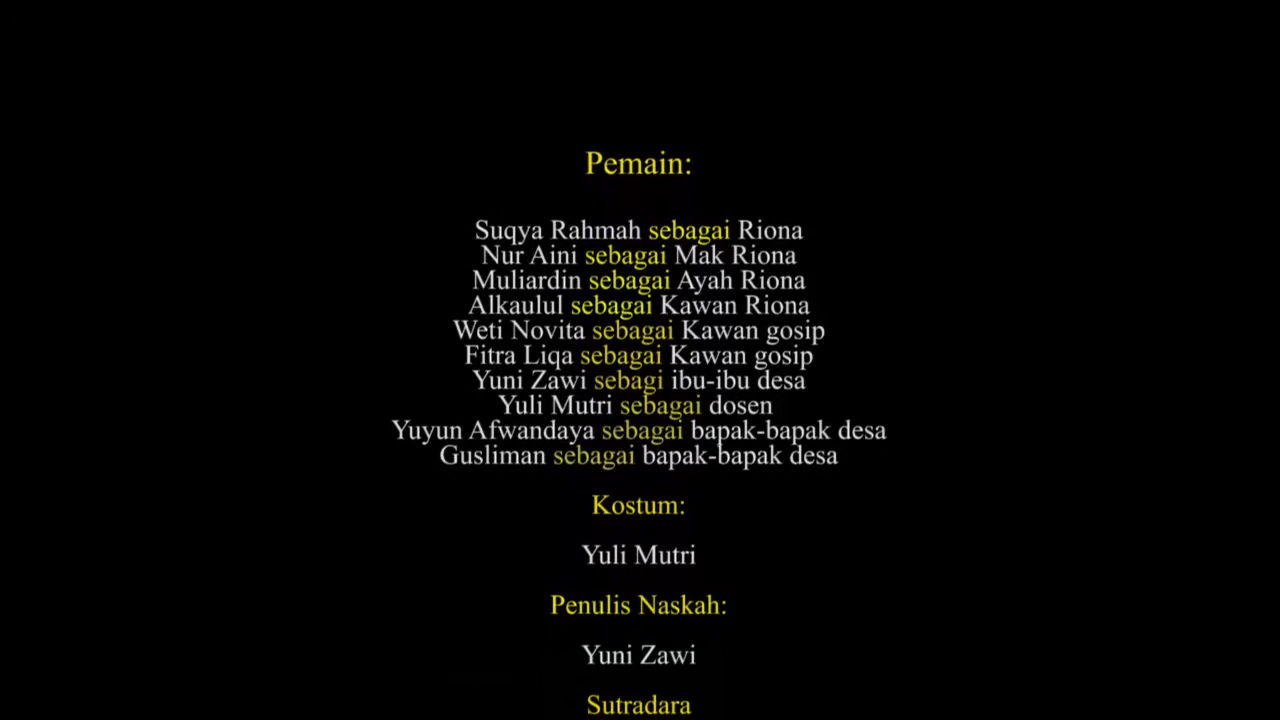 Pemain:
Suqya Rahmah sebagai Riona
Nur Aini sebagai Mak Riona
Muliardin sebagai Ayah Riona
Alkaulul sebagai Kawan Riona
Weti Novita sebagai Kawan gosip
Fitra Liqa sebagai Kawan gosip
Yuni Zawi sebagi ibu-ibu desa
Yuli Mutri sebagai dosen
Yuyun Afwandaya sebagai bapak-bapak desa
Gusliman sebagai bapak-bapak desa
Kostum:
Yuli Mutri
Penulis Naskah:
Yuni Zawi
Sutradara